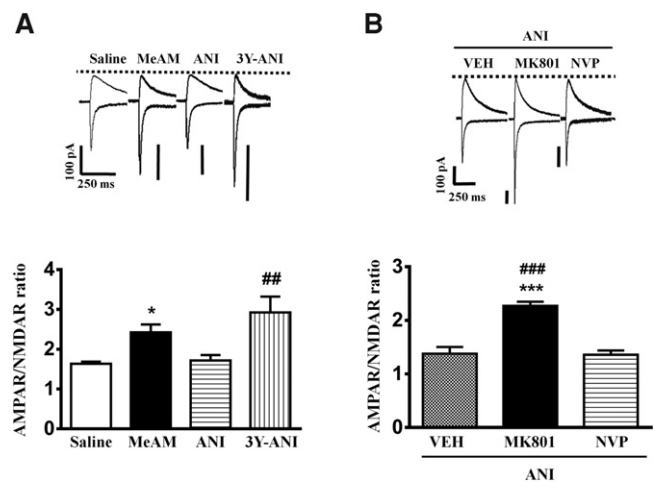 A
Saline MeAM ANI 3Y-ANI
100 pA
250 ms
AMPAR/NMDAR ratio
4
3
2
1
0
*
##
Saline MeAM ANI 3Y-ANI
B
ANI
VEH MK801 NVP
100 pA
250 ms
AMPAR/NMDAR ratio
3
2
1
0
###
***
VEH MK801 NVP
ANI